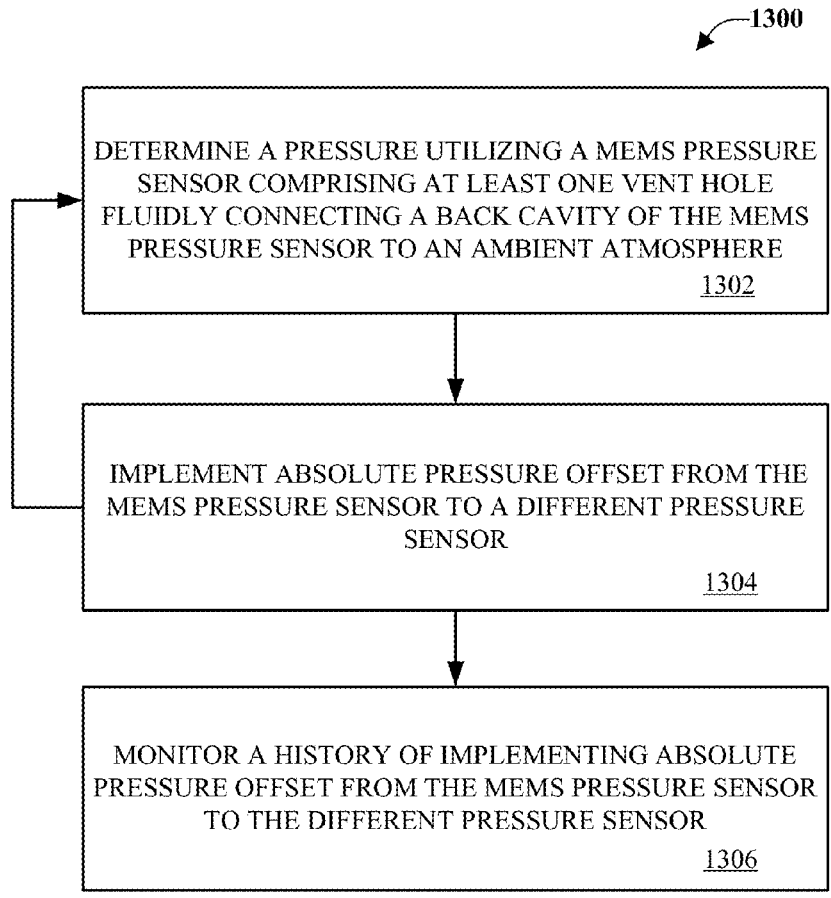 1300
DETERMINE A PRESSURE UTILIZING A MEMS PRESSURE
SENSOR COMPRISING AT LEAST ONE VENT HOLE
FLUIDLY CONNECTING A BACK CAVITY OF THE MEMS
PRESSURE SENSOR TO AN AMBIENT ATMOSPHERE
1302
IMPLEMENT ABSOLUTE PRESSURE OFFSET FROM THE
MEMS PRESSURE SENSOR TO A DIFFERENT PRESSURE
SENSOR
1304
MONITOR A HISTORY OF IMPLEMENTING ABSOLUTE
PRESSURE OFFSET FROM THE MEMS PRESSURE SENSOR
TO THE DIFFERENT PRESSURE SENSOR
1306